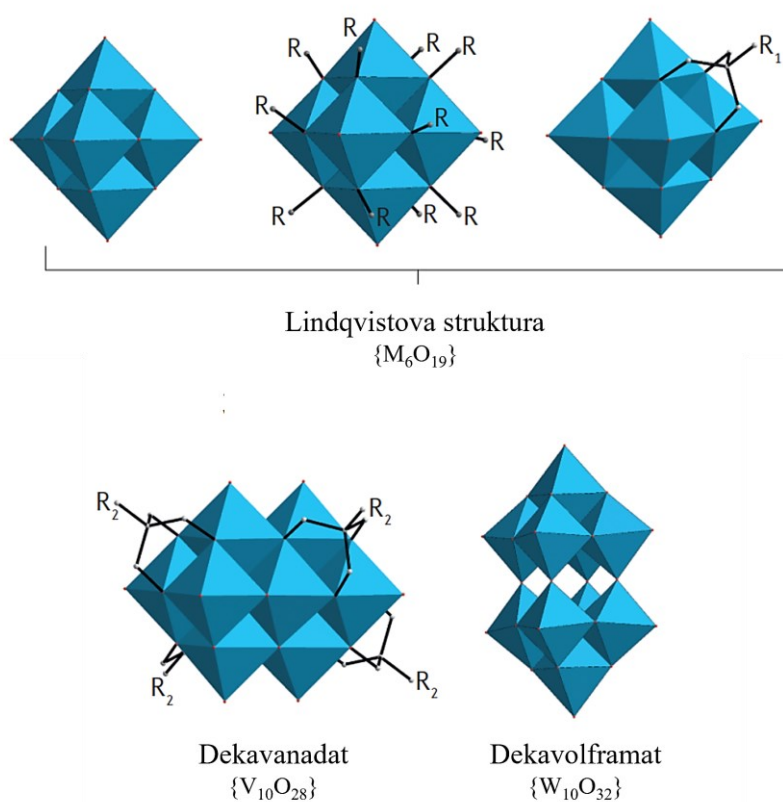 R R R R R₁
R
R
R
R R R R
Lindqvistova struktura
{M₆O₁₉}
R₂ R₂
R₂ R₂
Dekavanadat Dekavolframat
{V₁₀O₂₈} {W₁₀O₃₂}